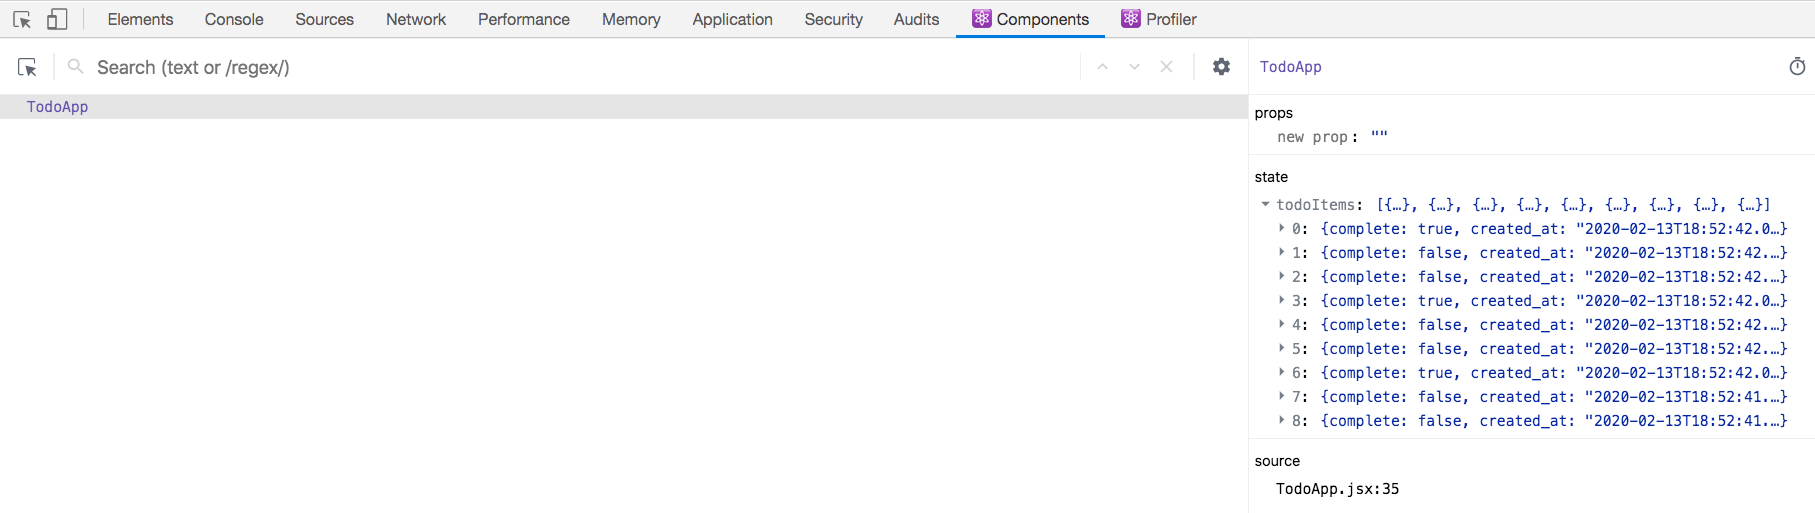 Elements Console Sources Network Performance Memory Application Security Audits Components Profiler
Search (text or /regex/)
TodoApp
TodoApp
props
new prop: ""
state
todoItems: [{…}, {…}, {…}, {…}, {…}, {…}, {…}, {…}, {…}]
0: {complete: true, created_at: "2020-02-13T18:52:42.0…}
1: {complete: false, created_at: "2020-02-13T18:52:42.…}
2: {complete: false, created_at: "2020-02-13T18:52:42.…}
3: {complete: true, created_at: "2020-02-13T18:52:42.0…}
4: {complete: false, created_at: "2020-02-13T18:52:42.…}
5: {complete: false, created_at: "2020-02-13T18:52:42.…}
6: {complete: true, created_at: "2020-02-13T18:52:42.0…}
7: {complete: false, created_at: "2020-02-13T18:52:41.…}
8: {complete: false, created_at: "2020-02-13T18:52:41.…}
source
TodoApp.jsx:35